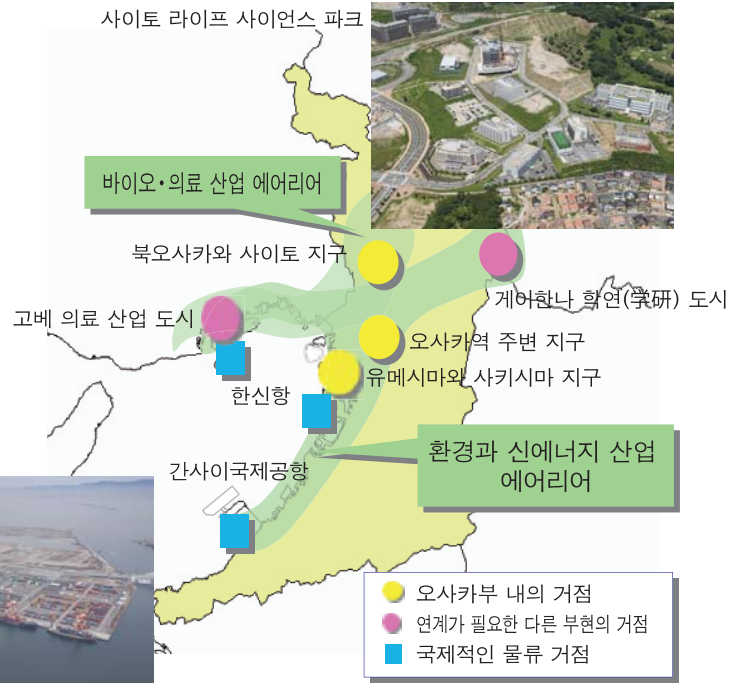 사이토 라이프 사이언스 파크
바이오•의료 산업 에어리어
북오사카와 사이토 지구
게이한나 학연(学研) 도시
고베 의료 산업 도시
오사카역 주변 지구
유메시마와 사키시마 지구
한신항
환경과 신에너지 산업
에어리어
간사이국제공항
오사카부 내의 거점
연계가 필요한 다른 부현의 거점
국제적인 물류 거점